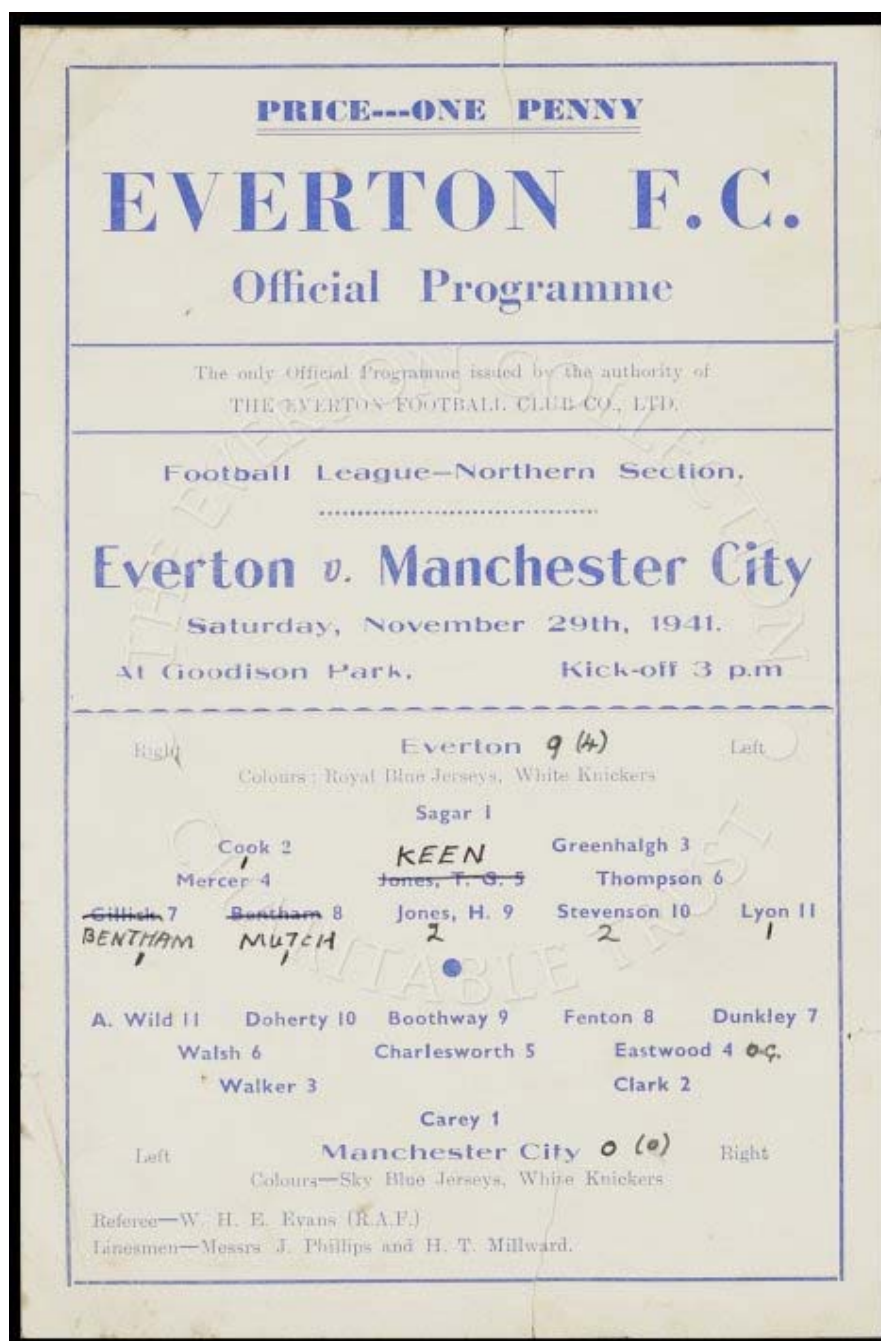 PRICE---ONE PENNY
EVERTON F.C.
Official Programme
The only Official Programme issued by the authority of
THE EVERTON FOOTBALL CLUB CO., LTD.
Football League—Northern Section.
Everton v. Manchester City
Saturday, November 29th, 1941.
At Goodison Park. Kick-off 3 p.m
Right Everton 9 (4) Left
Colours : Royal Blue Jerseys, White Knickers
Sagar 1
Cook 2 KEEN Greenhalgh 3
1
Mercer 4 Jones, T. G. 5 Thompson 6
Gillick 7 Bentham 8 Jones, H. 9 Stevenson 10 Lyon 11
BENTHAM MUTCH 2 2 1
1 1
A. Wild 11 Doherty 10 Boothway 9 Fenton 8 Dunkley 7
Walsh 6 Charlesworth 5 Eastwood 4 O.G.
Walker 3 Clark 2
Carey 1
Left Manchester City 0 (0) Right
Colours—Sky Blue Jerseys, White Knickers
Referee—W. H. E. Evans (R.A.F.)
Linesmen—Messrs J. Phillips and H. T. Millward.
THE EVERTON COLLECTION CHARITABLE TRUST